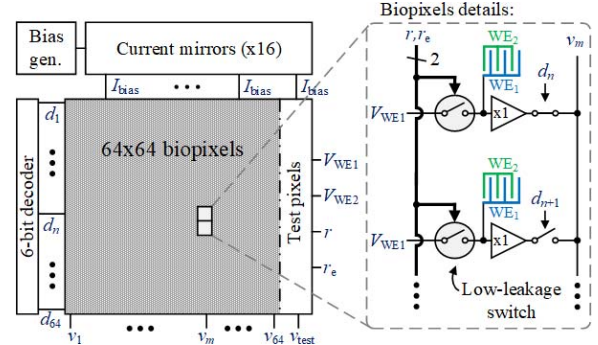 Biopixels details:
Bias
gen.
Current mirrors (x16)
I_bias
•••
I_bias
I_bias
6-bit decoder
d_1
d_n
d_64
64x64 biopixels
Test pixels
V_WE1
V_WE2
r
r_e
v_1
•••
v_m
•••
v_64
v_test
r,r_e
2
WE_2
WE_1
v_m
d_n
V_WE1
x1
WE_2
WE_1
d_n+1
V_WE1
x1
Low-leakage
switch